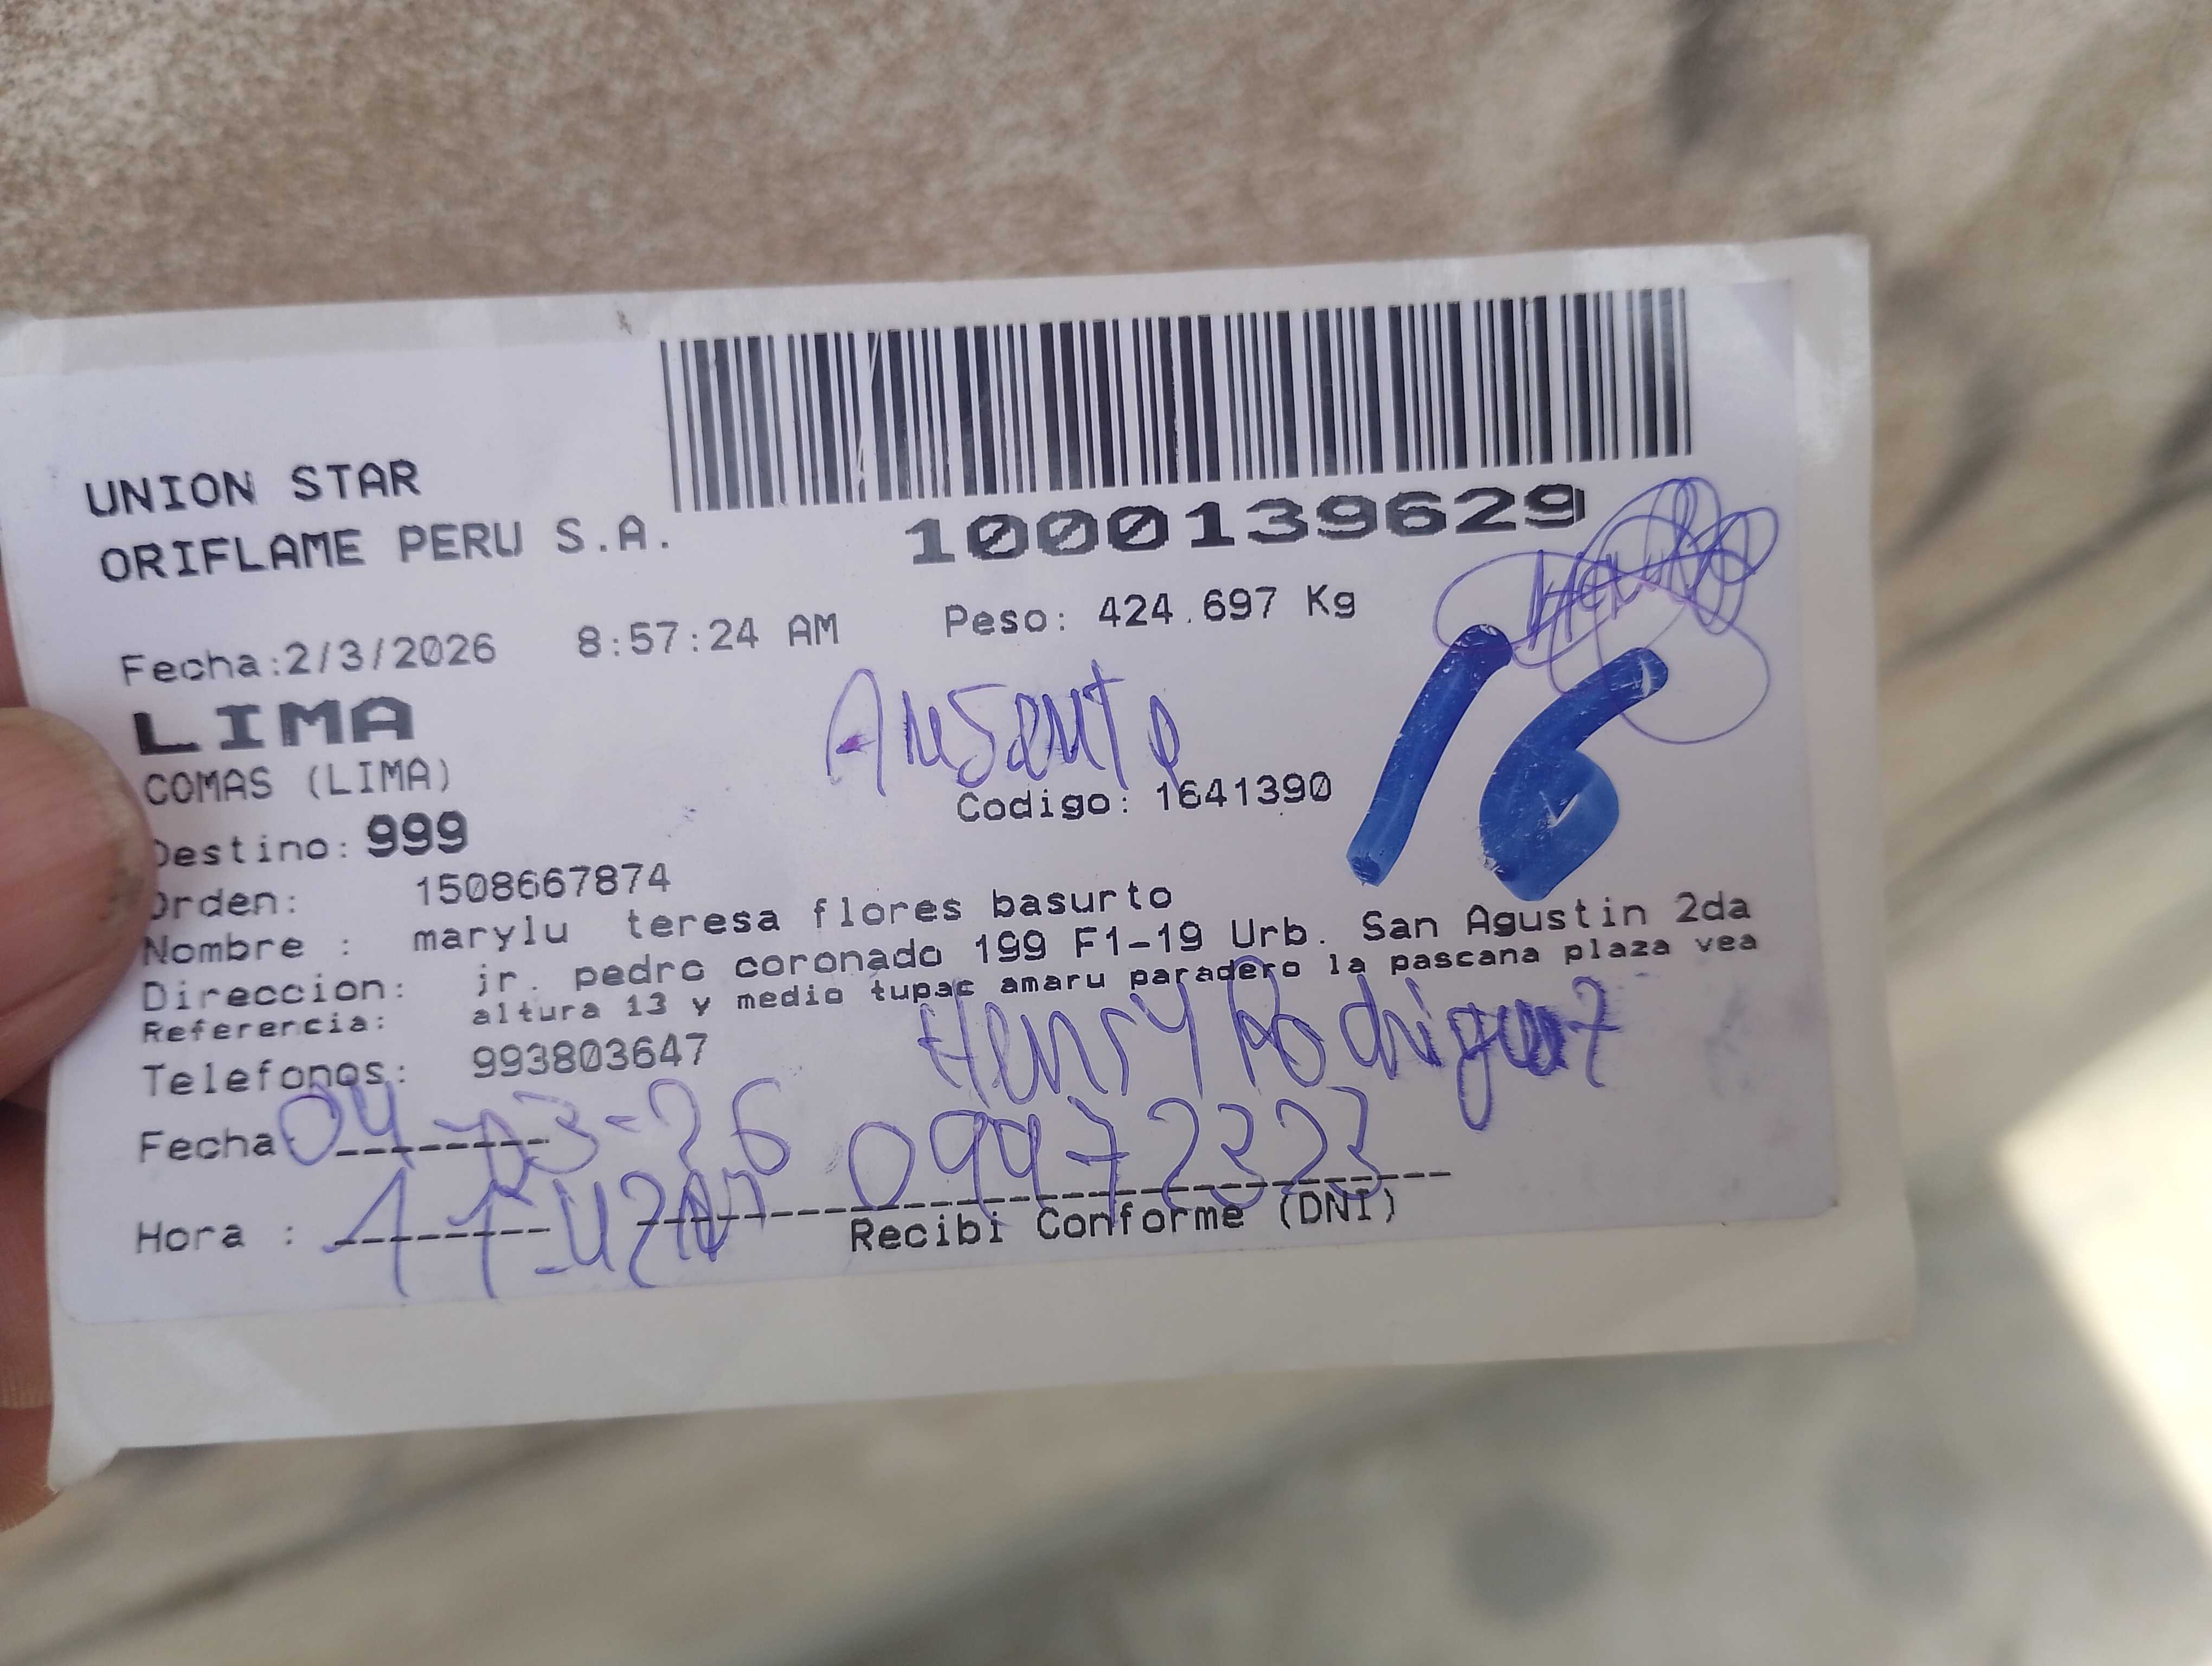 UNION STAR
ORIFLAME PERU S.A.
1000139629
Fecha:2/3/2026 8:57:24 AM Peso: 424.697 Kg
LIMA
COMAS (LIMA)
Ausente
16
Codigo: 1641390
Destino: 999
Orden: 1508667874
Nombre : marylu teresa flores basurto
Direccion: jr. pedro coronado 199 F1-19 Urb. San Agustin 2da
Referencia: altura 13 y medio tupac amaru paradero la pascana plaza vea
Telefonos: 993803647
Henry Rodriguez
Fecha 04-03-26
09972323
Hora : 11-42
Recibi Conforme (DNI)